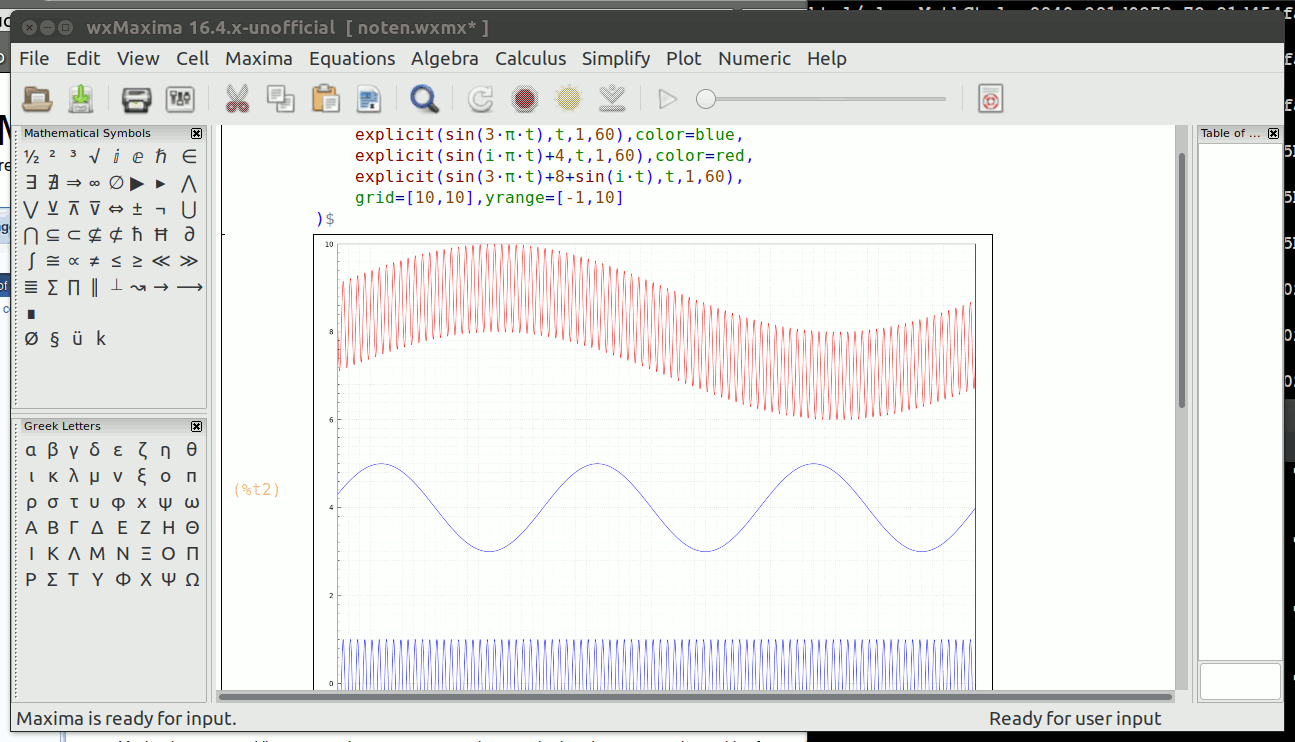 wxMaxima 16.4.x-unofficial [ noten.wxmx* ]
File Edit View Cell Maxima Equations Algebra Calculus Simplify Plot Numeric Help
Mathematical Symbols
½ ² ³ √ ⅈ ⅇ ℏ ∈
∃ ∄ ⇒ ∞ ∅ ▶ ▸ ⋀
⋁ ⊻ ⊼ ⊽ ⇔ ± ¬ ⋃
⋂ ⊆ ⊂ ⊈ ⊄ ħ Ħ ∂
∫ ≅ ∝ ≠ ≤ ≥ ≪ ≫
≣ ∑ ∏ ∥ ⟂ ↝ → ⟶
∎
Ø § ü k
Greek Letters
α β γ δ ε ζ η θ
ι κ λ μ ν ξ ο π
ρ σ τ υ φ χ ψ ω
Α Β Γ Δ Ε Ζ Η Θ
Ι Κ Λ Μ Ν Ξ Ο Π
Ρ Σ Τ Υ Φ Χ Ψ Ω
explicit(sin(3·π·t),t,1,60),color=blue,
explicit(sin(i·π·t)+4,t,1,60),color=red,
explicit(sin(3·π·t)+8+sin(i·t),t,1,60),
grid=[10,10],yrange=[-1,10]
)$
(%t2)
10
8
6
4
2
0
Table of ...
Maxima is ready for input.
Ready for user input